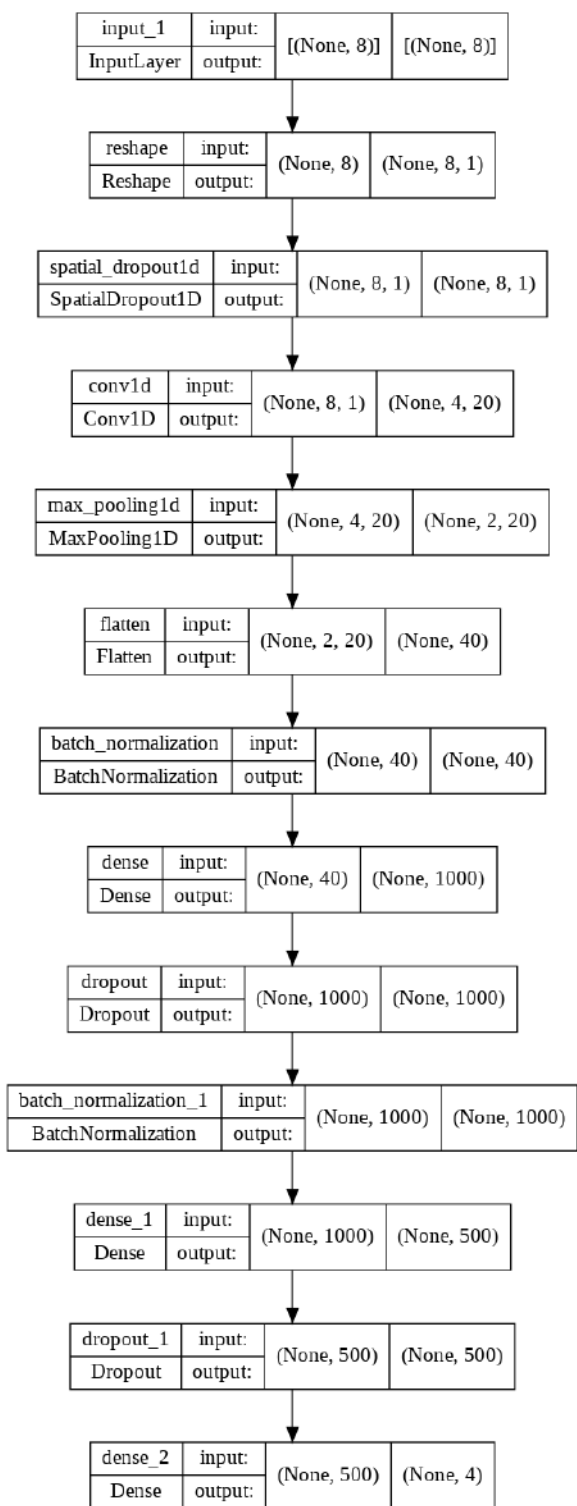 input_1 input: [(None, 8)] [(None, 8)]
InputLayer output:
reshape input: (None, 8) (None, 8, 1)
Reshape output:
spatial_dropout1d input: (None, 8, 1) (None, 8, 1)
SpatialDropout1D output:
conv1d input: (None, 8, 1) (None, 4, 20)
Conv1D output:
max_pooling1d input: (None, 4, 20) (None, 2, 20)
MaxPooling1D output:
flatten input: (None, 2, 20) (None, 40)
Flatten output:
batch_normalization input: (None, 40) (None, 40)
BatchNormalization output:
dense input: (None, 40) (None, 1000)
Dense output:
dropout input: (None, 1000) (None, 1000)
Dropout output:
batch_normalization_1 input: (None, 1000) (None, 1000)
BatchNormalization output:
dense_1 input: (None, 1000) (None, 500)
Dense output:
dropout_1 input: (None, 500) (None, 500)
Dropout output:
dense_2 input: (None, 500) (None, 4)
Dense output: